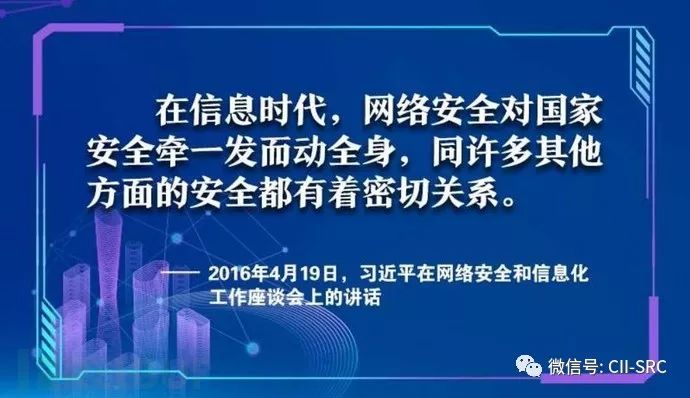 在信息时代，网络安全对国家
安全牵一发而动全身，同许多其他
方面的安全都有着密切关系。
—— 2016年4月19日，习近平在网络安全和信息化
工作座谈会上的讲话
微信号: CII-SRC